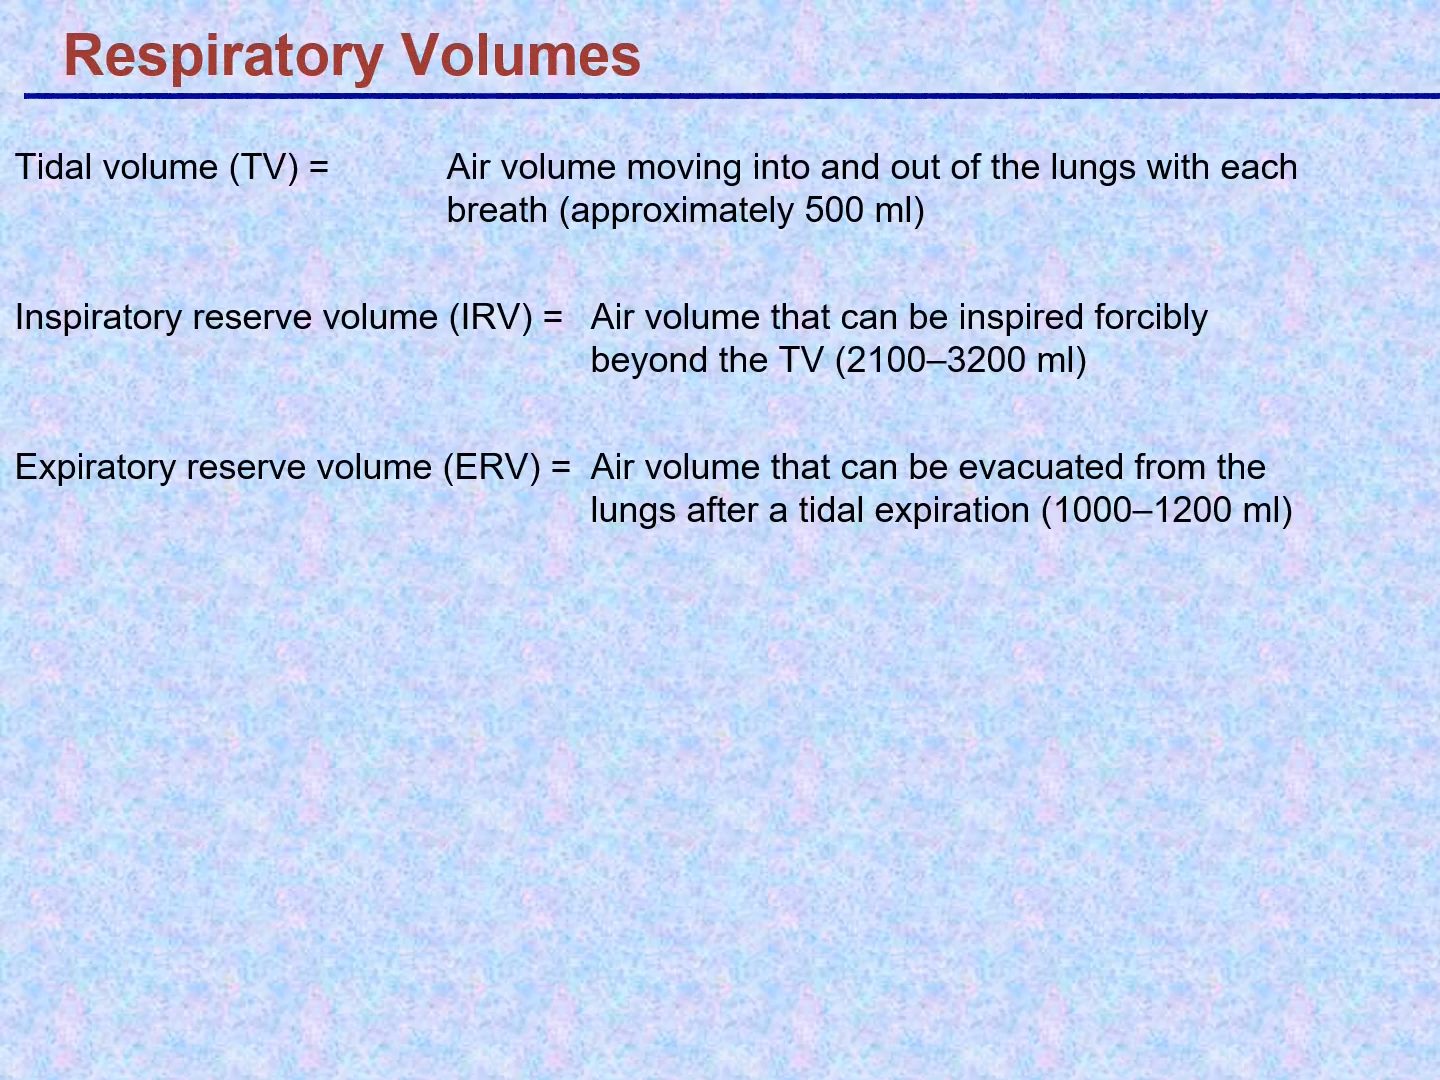 Respiratory Volumes
Tidal volume (TV) = Air volume moving into and out of the lungs with each
breath (approximately 500 ml)
Inspiratory reserve volume (IRV) = Air volume that can be inspired forcibly
beyond the TV (2100–3200 ml)
Expiratory reserve volume (ERV) = Air volume that can be evacuated from the
lungs after a tidal expiration (1000–1200 ml)